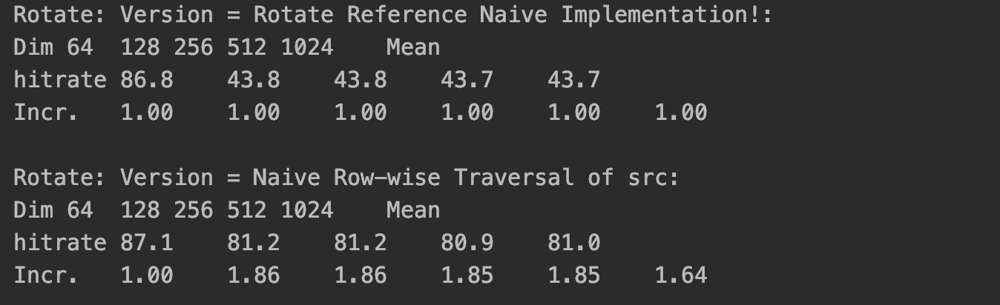 Rotate: Version = Rotate Reference Naive Implementation!:
Dim 64  128 256 512 1024    Mean
hitrate 86.8    43.8    43.8    43.7    43.7
Incr.   1.00    1.00    1.00    1.00    1.00    1.00
Rotate: Version = Naive Row-wise Traversal of src:
Dim 64  128 256 512 1024    Mean
hitrate 87.1    81.2    81.2    80.9    81.0
Incr.   1.00    1.86    1.86    1.85    1.85    1.64